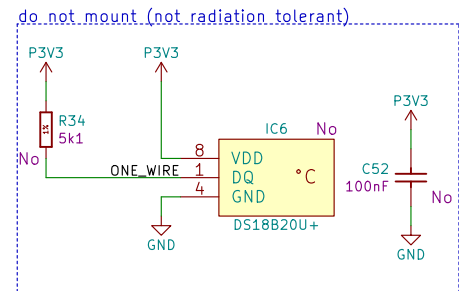 do not mount (not radiation tolerant)
P3V3
P3V3
R34
1%
5k1
No
ONE_WIRE
IC6
No
8
VDD
1
DQ
4
GND
°C
DS18B20U+
GND
P3V3
C52
100nF
No
GND